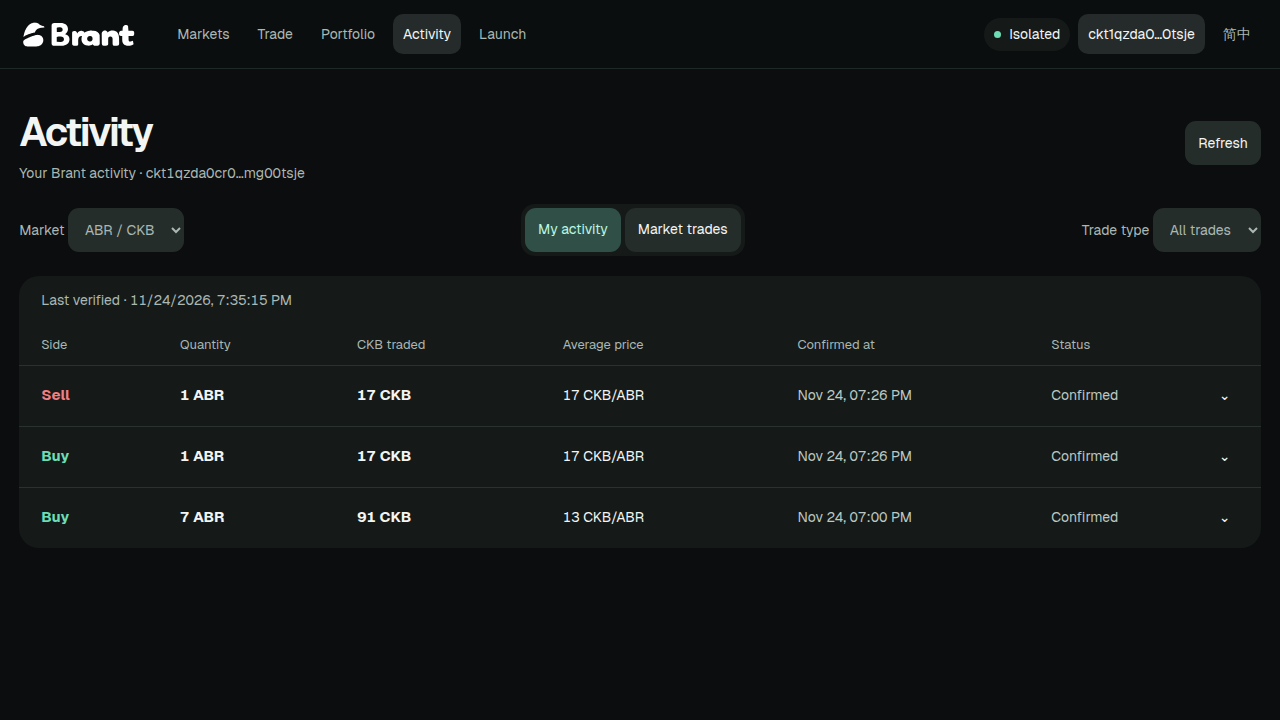 Brant
Markets
Trade
Portfolio
Activity
Launch
Isolated
ckt1qzda0…0tsje
简中
Activity
Your Brant activity · ckt1qzda0cr0…mg00tsje
Refresh
Market
ABR / CKB
My activity
Market trades
Trade type
All trades
Last verified · 11/24/2026, 7:35:15 PM
Side Quantity CKB traded Average price Confirmed at Status
Sell 1 ABR 17 CKB 17 CKB/ABR Nov 24, 07:26 PM Confirmed
Buy 1 ABR 17 CKB 17 CKB/ABR Nov 24, 07:26 PM Confirmed
Buy 7 ABR 91 CKB 13 CKB/ABR Nov 24, 07:00 PM Confirmed